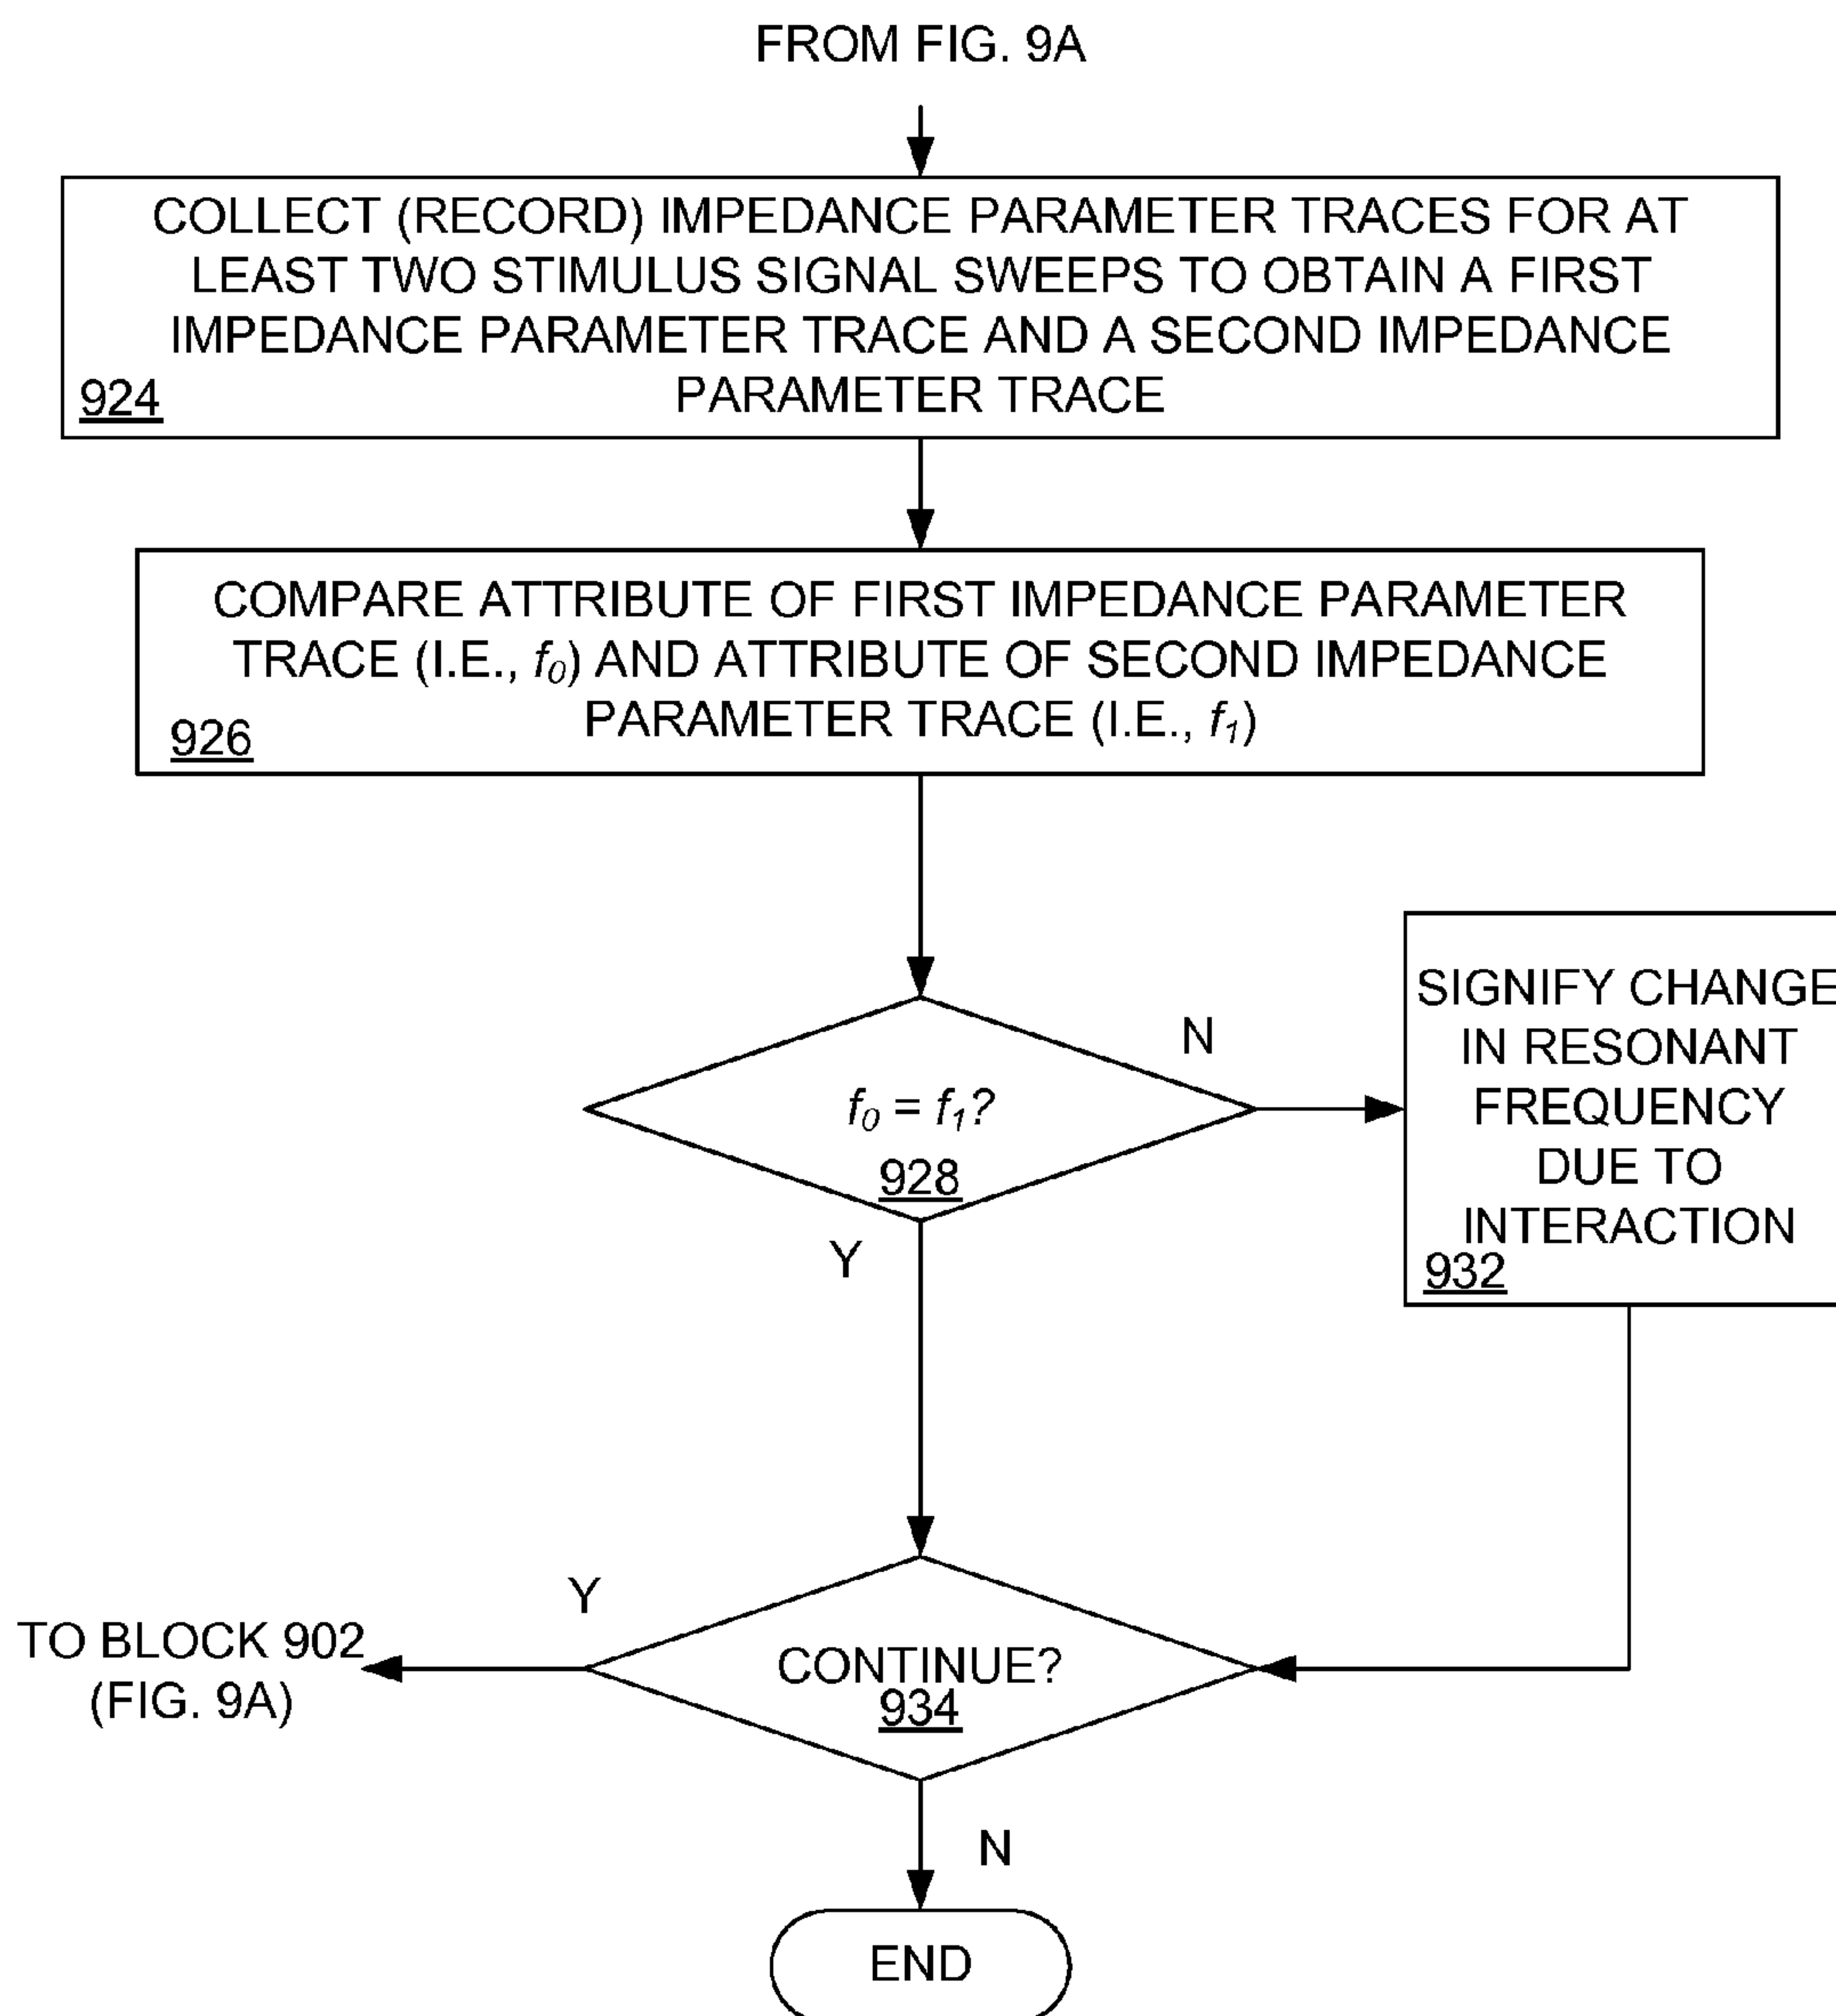 FROM FIG. 9A
COLLECT (RECORD) IMPEDANCE PARAMETER TRACES FOR AT
LEAST TWO STIMULUS SIGNAL SWEEPS TO OBTAIN A FIRST
IMPEDANCE PARAMETER TRACE AND A SECOND IMPEDANCE
PARAMETER TRACE
924
COMPARE ATTRIBUTE OF FIRST IMPEDANCE PARAMETER
TRACE (I.E., f0) AND ATTRIBUTE OF SECOND IMPEDANCE
PARAMETER TRACE (I.E., f1)
926
f0 = f1?
928
N
SIGNIFY CHANGE
IN RESONANT
FREQUENCY
DUE TO
INTERACTION
932
Y
Y
TO BLOCK 902
(FIG. 9A)
CONTINUE?
934
N
END